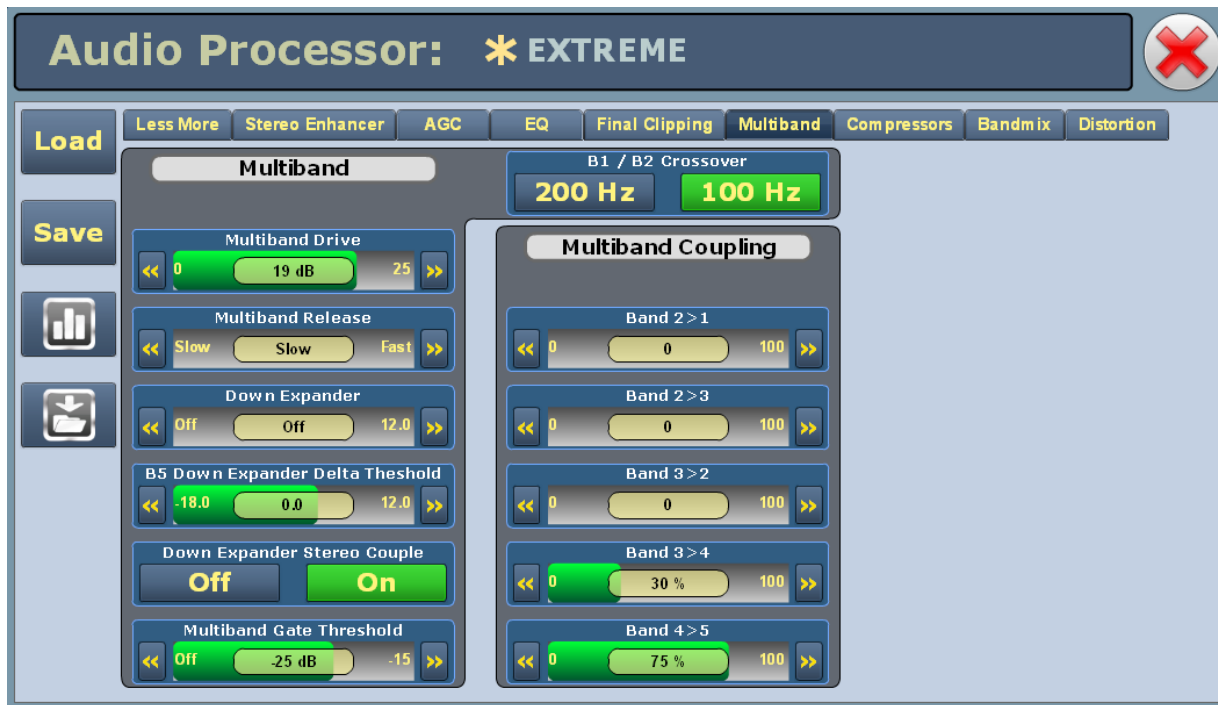 Audio Processor: * EXTREME
Load
Save
Less More Stereo Enhancer AGC EQ Final Clipping Multiband Compressors Bandmix Distortion
Multiband
B1 / B2 Crossover
200 Hz 100 Hz
Multiband Drive
« 0 19 dB 25 »
Multiband Release
« Slow Slow Fast »
Down Expander
« Off Off 12.0 »
B5 Down Expander Delta Theshold
« -18.0 0.0 12.0 »
Down Expander Stereo Couple
Off On
Multiband Gate Threshold
« Off -25 dB -15 »
Multiband Coupling
Band 2>1
« 0 0 100 »
Band 2>3
« 0 0 100 »
Band 3>2
« 0 0 100 »
Band 3>4
« 0 30 % 100 »
Band 4>5
« 0 75 % 100 »